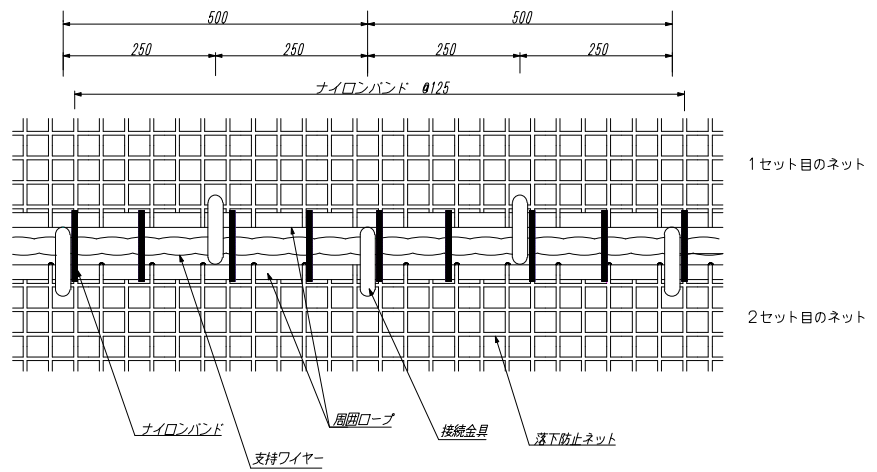 500 500
250 250 250 250
ナイロンバンド @125
1セット目のネット
2セット目のネット
ナイロンバンド
支持ワイヤー
周囲ロープ
接続金具
落下防止ネット